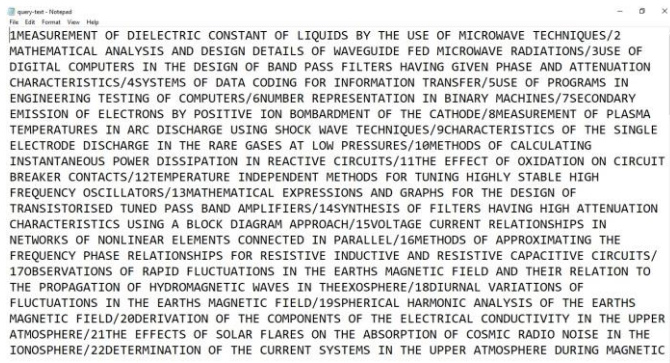 query-text - Notepad
File Edit Format View Help
1MEASUREMENT OF DIELECTRIC CONSTANT OF LIQUIDS BY THE USE OF MICROWAVE TECHNIQUES/2
MATHEMATICAL ANALYSIS AND DESIGN DETAILS OF WAVEGUIDE FED MICROWAVE RADIATIONS/3USE OF
DIGITAL COMPUTERS IN THE DESIGN OF BAND PASS FILTERS HAVING GIVEN PHASE AND ATTENUATION
CHARACTERISTICS/4SYSTEMS OF DATA CODING FOR INFORMATION TRANSFER/5USE OF PROGRAMS IN
ENGINEERING TESTING OF COMPUTERS/6NUMBER REPRESENTATION IN BINARY MACHINES/7SECONDARY
EMISSION OF ELECTRONS BY POSITIVE ION BOMBARDMENT OF THE CATHODE/8MEASUREMENT OF PLASMA
TEMPERATURES IN ARC DISCHARGE USING SHOCK WAVE TECHNIQUES/9CHARACTERISTICS OF THE SINGLE
ELECTRODE DISCHARGE IN THE RARE GASES AT LOW PRESSURES/10METHODS OF CALCULATING
INSTANTANEOUS POWER DISSIPATION IN REACTIVE CIRCUITS/11THE EFFECT OF OXIDATION ON CIRCUIT
BREAKER CONTACTS/12TEMPERATURE INDEPENDENT METHODS FOR TUNING HIGHLY STABLE HIGH
FREQUENCY OSCILLATORS/13MATHEMATICAL EXPRESSIONS AND GRAPHS FOR THE DESIGN OF
TRANSISTORISED TUNED PASS BAND AMPLIFIERS/14SYNTHESIS OF FILTERS HAVING HIGH ATTENUATION
CHARACTERISTICS USING A BLOCK DIAGRAM APPROACH/15VOLTAGE CURRENT RELATIONSHIPS IN
NETWORKS OF NONLINEAR ELEMENTS CONNECTED IN PARALLEL/16METHODS OF APPROXIMATING THE
FREQUENCY PHASE RELATIONSHIPS FOR RESISTIVE INDUCTIVE AND RESISTIVE CAPACITIVE CIRCUITS/
17OBSERVATIONS OF RAPID FLUCTUATIONS IN THE EARTHS MAGNETIC FIELD AND THEIR RELATION TO
THE PROPAGATION OF HYDROMAGNETIC WAVES IN THEEXOSPHERE/18DIURNAL VARIATIONS OF
FLUCTUATIONS IN THE EARTHS MAGNETIC FIELD/19SPHERICAL HARMONIC ANALYSIS OF THE EARTHS
MAGNETIC FIELD/20DERIVATION OF THE COMPONENTS OF THE ELECTRICAL CONDUCTIVITY IN THE UPPER
ATMOSPHERE/21THE EFFECTS OF SOLAR FLARES ON THE ABSORPTION OF COSMIC RADIO NOISE IN THE
IONOSPHERE/22DETERMINATION OF THE CURRENT SYSTEMS IN THE UPPER ATMOSPHERE DURING MAGNETIC